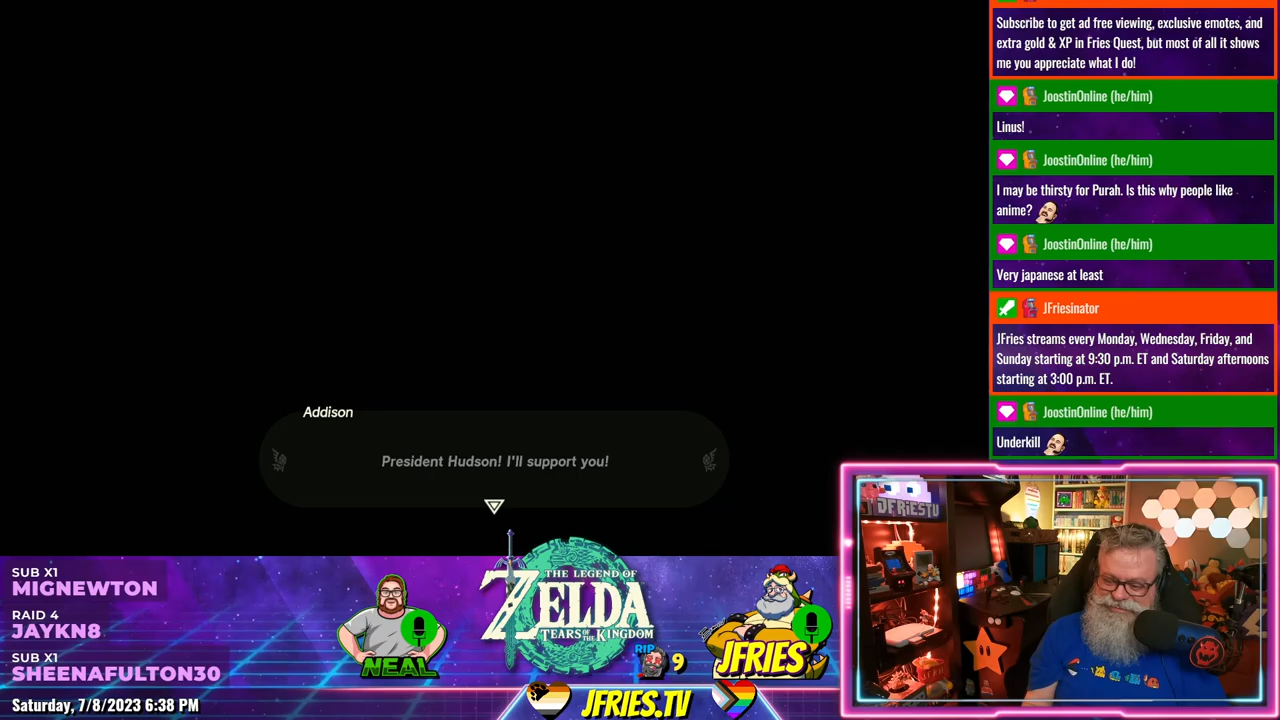 Subscribe to get ad free viewing, exclusive emotes, and
extra gold & XP in Fries Quest, but most of all it shows
me you appreciate what I do!
JoostinOnline (he/him)
Linus!
JoostinOnline (he/him)
I may be thirsty for Purah. Is this why people like
anime?
JoostinOnline (he/him)
Very japanese at least
JFriesinator
JFries streams every Monday, Wednesday, Friday, and
Sunday starting at 9:30 p.m. ET and Saturday afternoons
starting at 3:00 p.m. ET.
JoostinOnline (he/him)
Underkill
Addison
President Hudson! I'll support you!
SUB X1
MIGNEWTON
RAID 4
JAYKN8
SUB X1
SHEENAFULTON30
Saturday, 7/8/2023 6:38 PM
NEAL
THE LEGEND OF
ZELDA
TEARS OF THE KINGDOM
RIP
9
JFRIES
JFRIES.TV
JFRIESTV